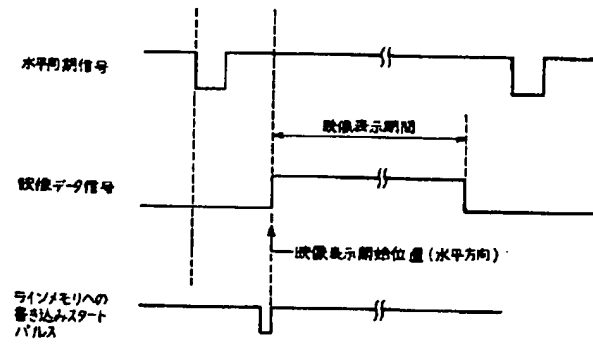 水平同期信号
映像表示期間
映像データ信号
映像表示開始位置(水平方向)
ラインメモリへの
書き込みスタート
パルス